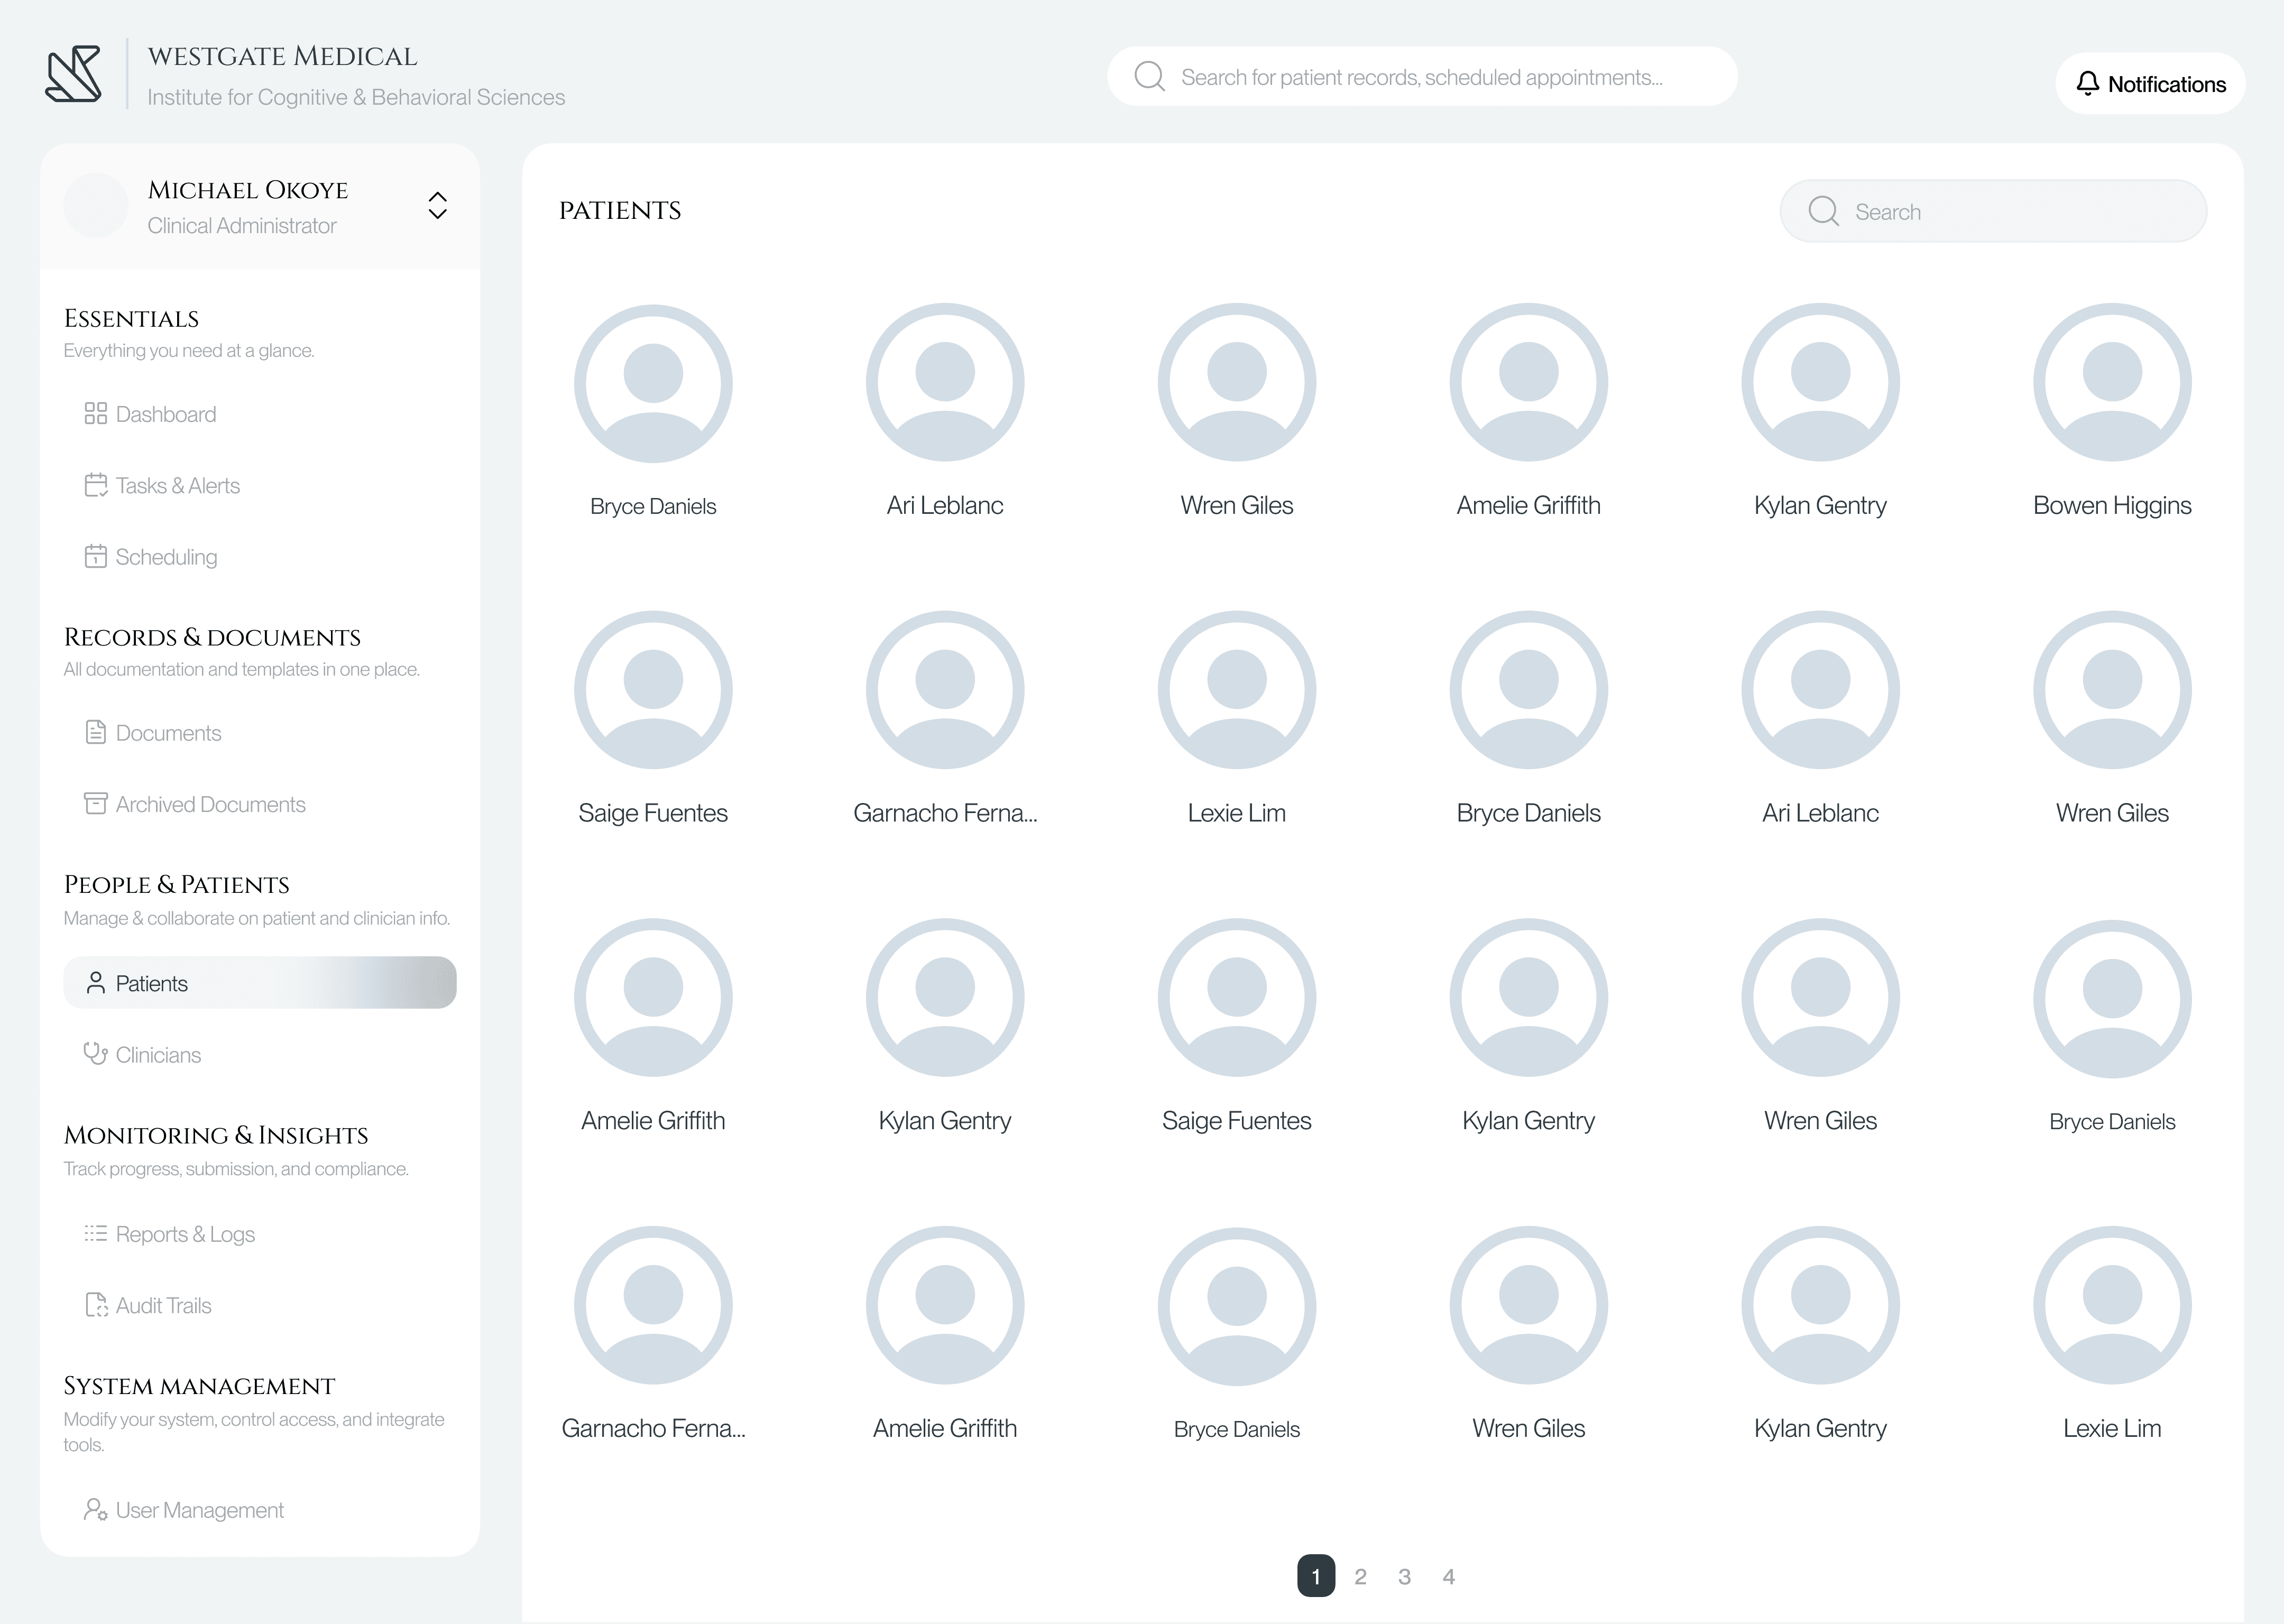 WESTGATE MEDICAL
Institute for Cognitive & Behavioral Sciences
Search for patient records, scheduled appointments...
Notifications
MICHAEL OKOYE
Clinical Administrator
ESSENTIALS
Everything you need at a glance.
Dashboard
Tasks & Alerts
Scheduling
RECORDS & DOCUMENTS
All documentation and templates in one place.
Documents
Archived Documents
PEOPLE & PATIENTS
Manage & collaborate on patient and clinician info.
Patients
Clinicians
MONITORING & INSIGHTS
Track progress, submission, and compliance.
Reports & Logs
Audit Trails
SYSTEM MANAGEMENT
Modify your system, control access, and integrate
tools.
User Management
PATIENTS
Search
Bryce Daniels
Ari Leblanc
Wren Giles
Amelie Griffith
Kylan Gentry
Bowen Higgins
Saige Fuentes
Garnacho Ferna...
Lexie Lim
Bryce Daniels
Ari Leblanc
Wren Giles
Amelie Griffith
Kylan Gentry
Saige Fuentes
Kylan Gentry
Wren Giles
Bryce Daniels
Garnacho Ferna...
Amelie Griffith
Bryce Daniels
Wren Giles
Kylan Gentry
Lexie Lim
1 2 3 4